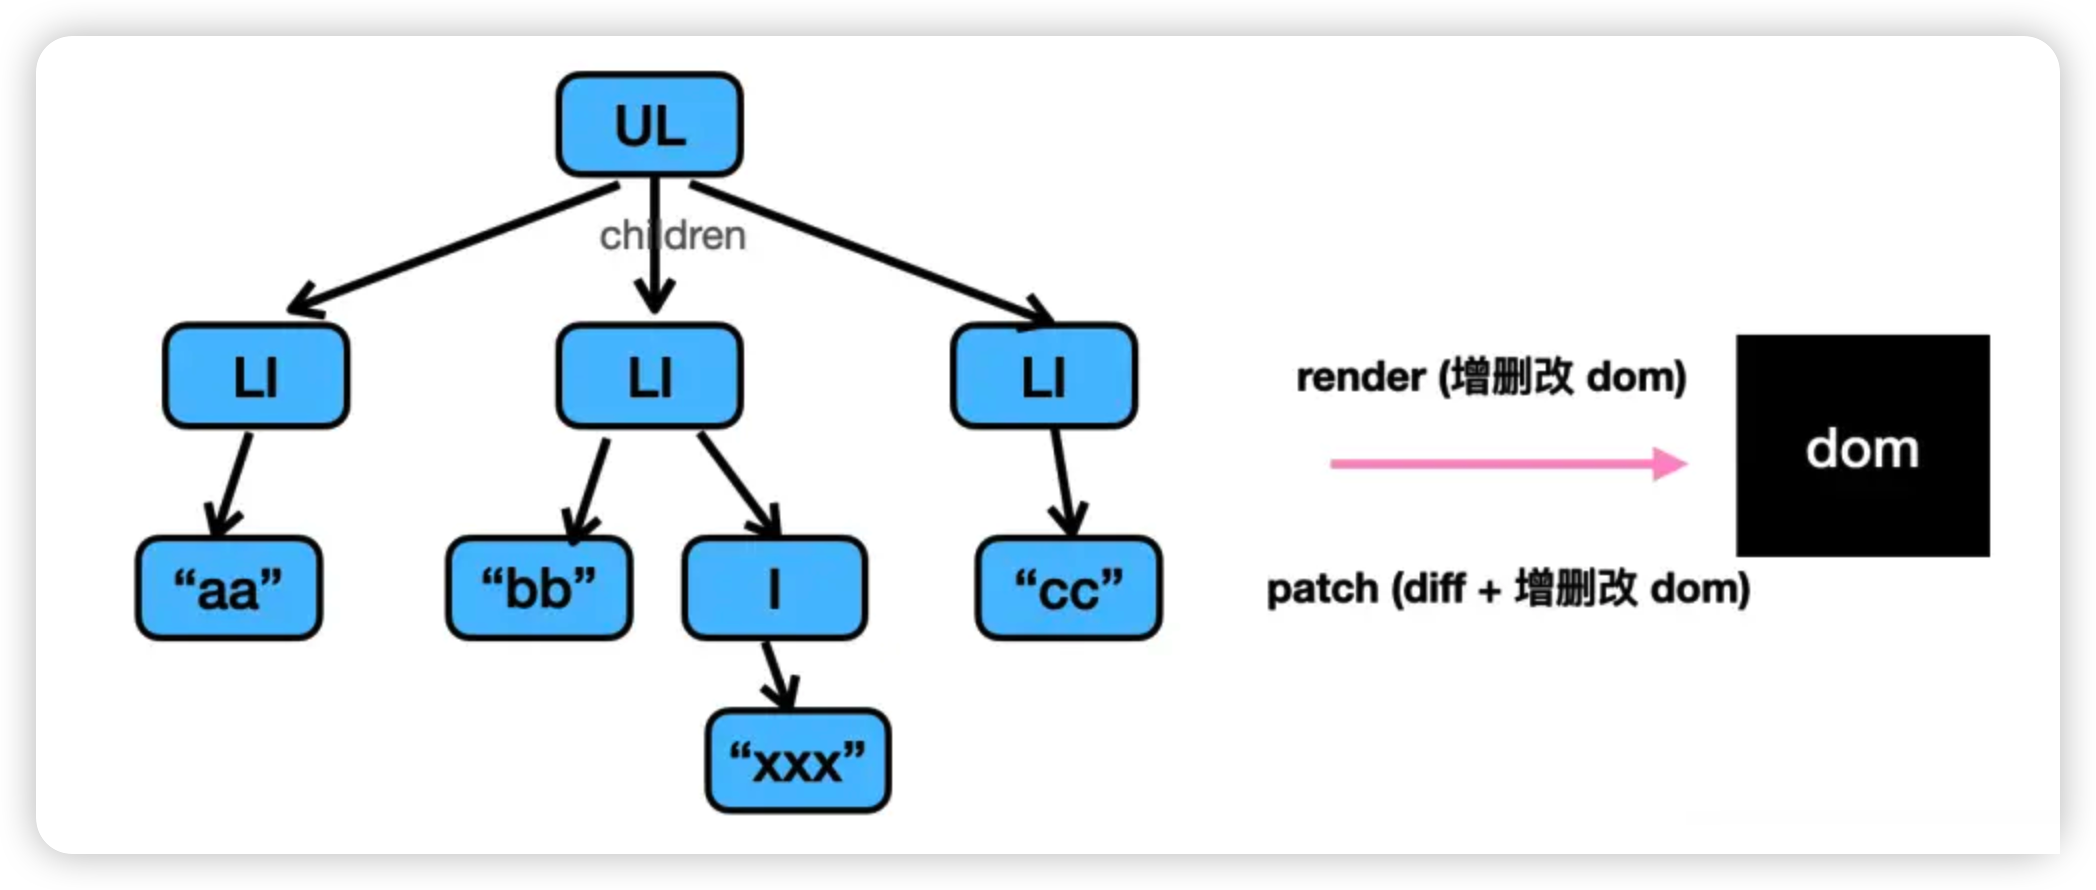 UL
children
LI
LI
LI
“aa”
“bb”
I
“cc”
“xxx”
render (增删改 dom)
dom
patch (diff + 增删改 dom)